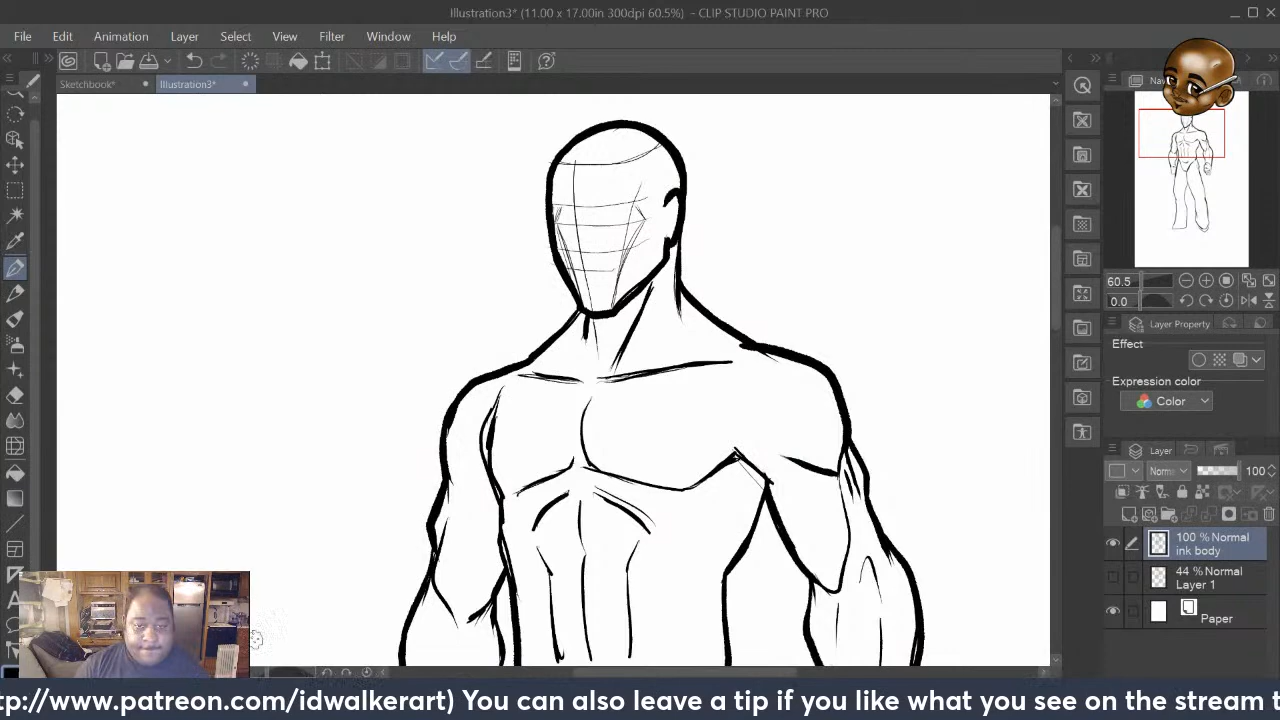 Illustration3* (11.00 x 17.00in 300dpi 60.5%)  - CLIP STUDIO PAINT PRO
File Edit Animation Layer Select View Filter Window Help
Sketchbook* Illustration3*
60.5
0.0
Layer Property
Effect
Expression color
Color
Layer
100
100 % Normal
ink body
44 % Normal
Layer 1
Paper
tp://www.patreon.com/idwalkerart) You can also leave a tip if you like what you see on the stream t